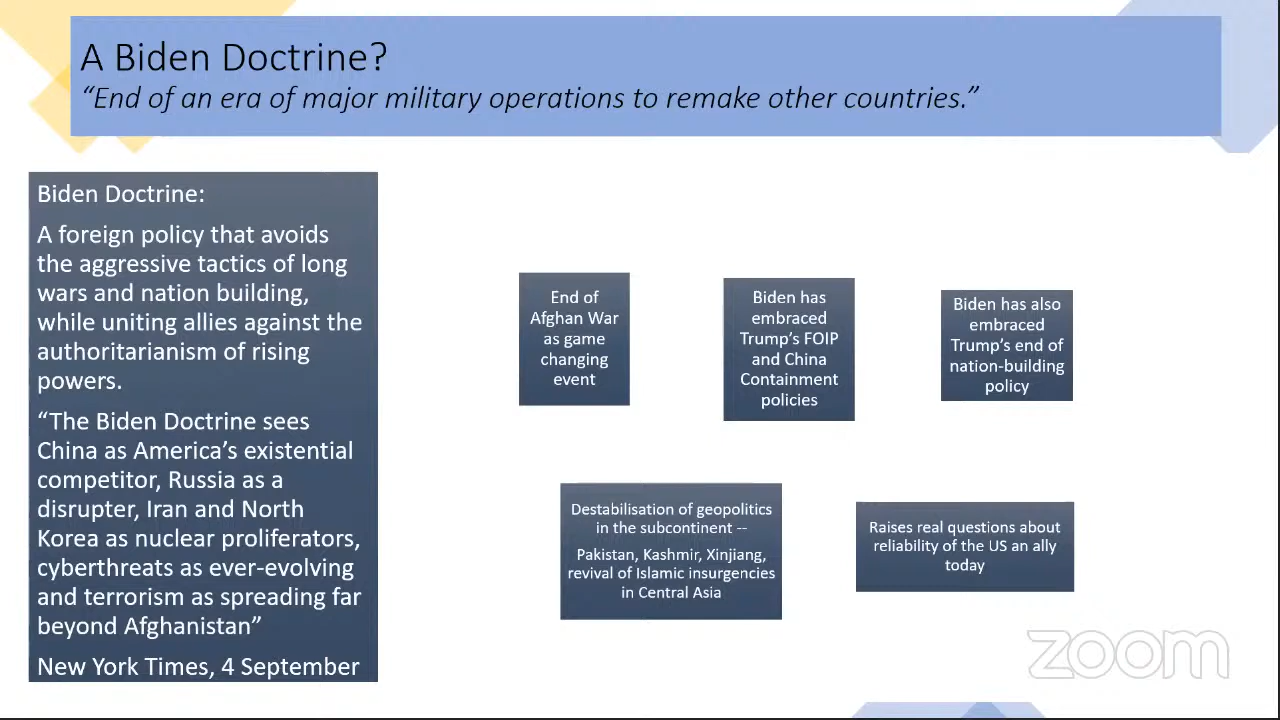 A Biden Doctrine?
“End of an era of major military operations to remake other countries.”
Biden Doctrine:
A foreign policy that avoids
the aggressive tactics of long
wars and nation building,
while uniting allies against the
authoritarianism of rising
powers.
“The Biden Doctrine sees
China as America’s existential
competitor, Russia as a
disrupter, Iran and North
Korea as nuclear proliferators,
cyberthreats as ever-evolving
and terrorism as spreading far
beyond Afghanistan”
New York Times, 4 September
End of
Afghan War
as game
changing
event
Biden has
embraced
Trump’s FOIP
and China
Containment
policies
Biden has also
embraced
Trump’s end of
nation-building
policy
Destabilisation of geopolitics
in the subcontinent --
Pakistan, Kashmir, Xinjiang,
revival of Islamic insurgencies
in Central Asia
Raises real questions about
reliability of the US an ally
today
zoom